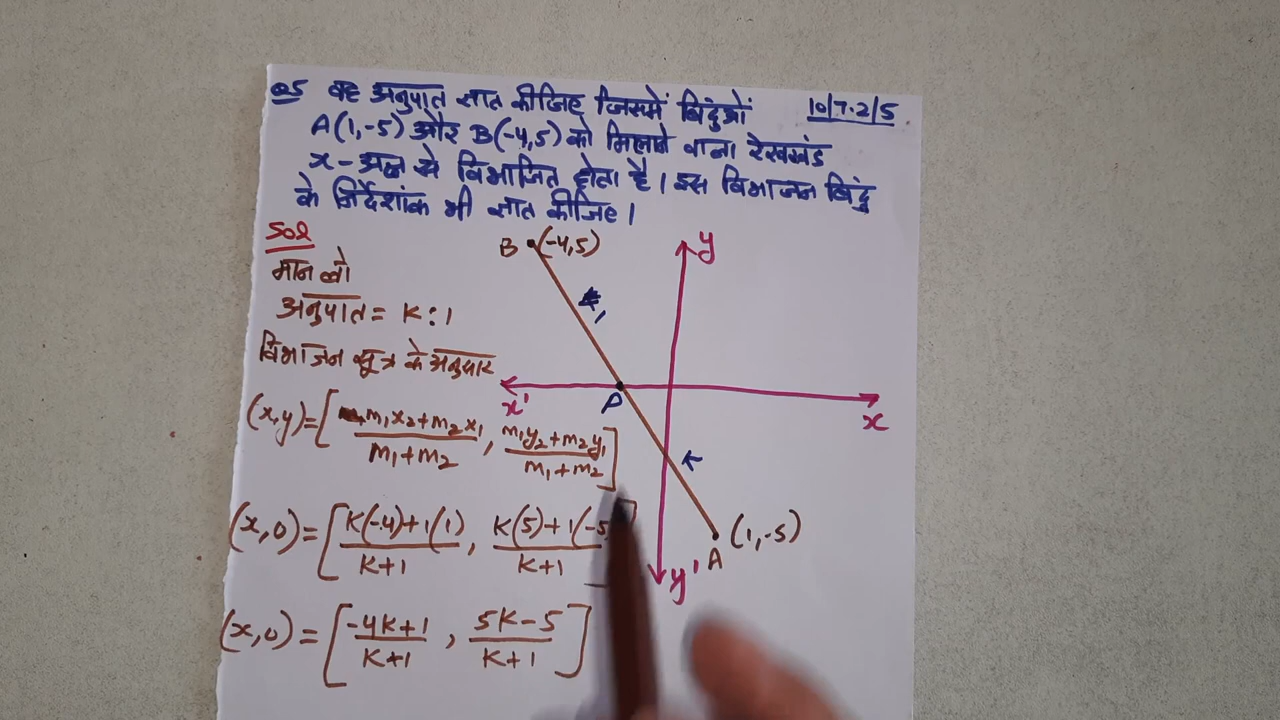 Q5 वह अनुपात ज्ञात कीजिए जिसमें बिंदुओं
10/7.2/5
A(1,-5) और B(-4,5) को मिलाने वाला रेखाखंड
x-अक्ष से विभाजित होता है। इस विभाजन बिंदु
के निर्देशांक भी ज्ञात कीजिए।
Sol
मान लो
अनुपात = K:1
विभाजन सूत्र के अनुसार
(x,y)=[m₁x₂+m₂x₁/m₁+m₂, m₁y₂+m₂y₁/m₁+m₂]
(x,0)=[K(-4)+1(1)/K+1, K(5)+1(-5/K+1
(x,0)=[-4K+1/K+1, 5K-5/K+1]
B (-4,5)
y
1
x'
P
x
K
A (1,-5)
y'